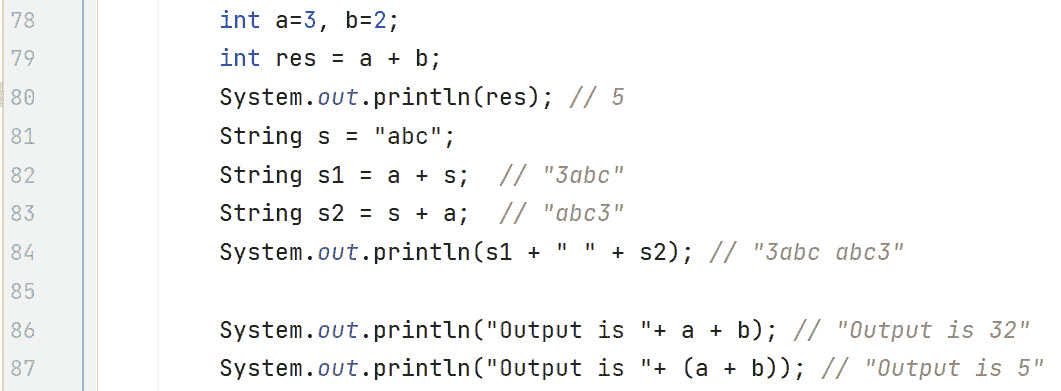 78 int a=3, b=2;
79 int res = a + b;
80 System.out.println(res); // 5
81 String s = "abc";
82 String s1 = a + s;  // "3abc"
83 String s2 = s + a;  // "abc3"
84 System.out.println(s1 + " " + s2); // "3abc abc3"
85
86 System.out.println("Output is "+ a + b); // "Output is 32"
87 System.out.println("Output is "+ (a + b)); // "Output is 5"